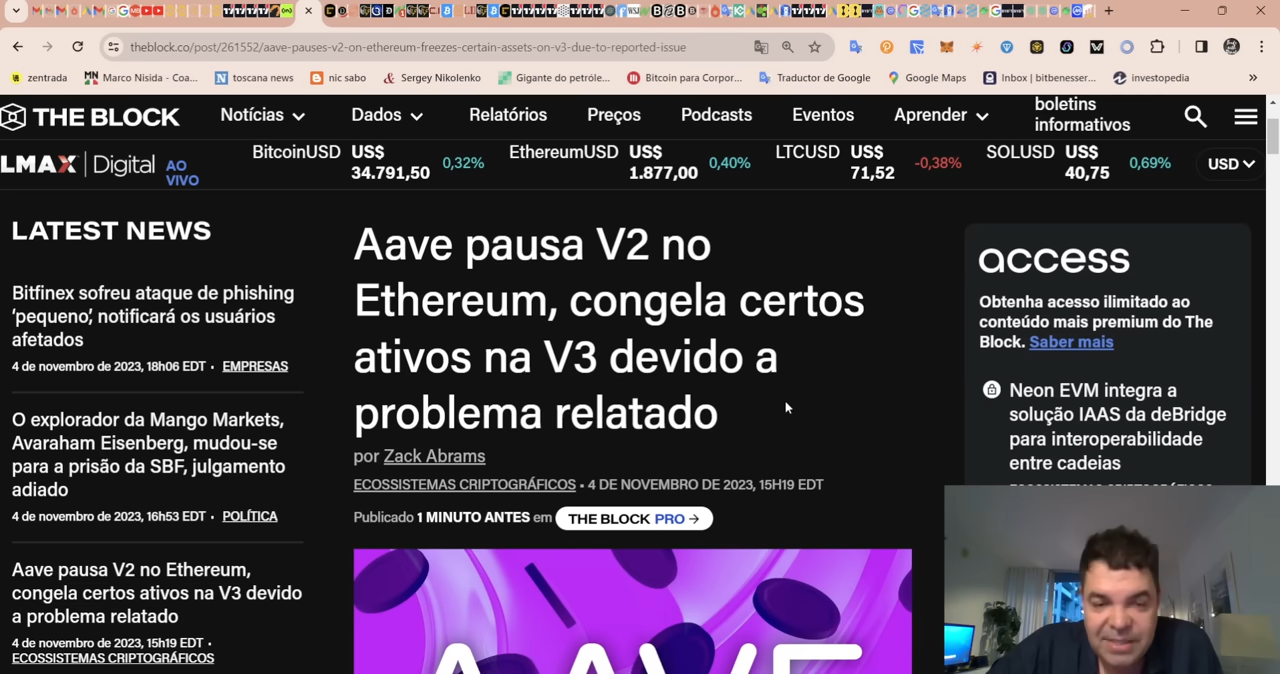 theblock.co/post/261552/aave-pauses-v2-on-ethereum-freezes-certain-assets-on-v3-due-to-reported-issue
zentrada
Marco Nisida - Coa...
toscana news
nic sabo
Sergey Nikolenko
Gigante do petróle...
Bitcoin para Corpor...
Traductor de Google
Google Maps
Inbox | bitbenesser...
investopedia
»
THE BLOCK
Notícias
Dados
Relatórios
Preços
Podcasts
Eventos
Aprender
boletins
informativos
LMAX Digital
AO
VIVO
BitcoinUSD
US$
34.791,50
0,32%
EthereumUSD
US$
1.877,00
0,40%
LTCUSD
US$
71,52
-0,38%
SOLUSD
US$
40,75
0,69%
USD
LATEST NEWS
Bitfinex sofreu ataque de phishing
'pequeno', notificará os usuários
afetados
4 de novembro de 2023, 18h06 EDT • EMPRESAS
O explorador da Mango Markets,
Avaraham Eisenberg, mudou-se
para a prisão da SBF, julgamento
adiado
4 de novembro de 2023, 16h53 EDT • POLÍTICA
Aave pausa V2 no Ethereum,
congela certos ativos na V3 devido
a problema relatado
4 de novembro de 2023, 15h19 EDT •
ECOSSISTEMAS CRIPTOGRÁFICOS
Aave pausa V2 no
Ethereum, congela certos
ativos na V3 devido a
problema relatado
por Zack Abrams
ECOSSISTEMAS CRIPTOGRÁFICOS • 4 DE NOVEMBRO DE 2023, 15H19 EDT
Publicado 1 MINUTO ANTES em THE BLOCK PRO →
AAVE
access
Obtenha acesso ilimitado ao
conteúdo mais premium do The
Block. Saber mais
Neon EVM integra a
solução IAAS da deBridge
para interoperabilidade
entre cadeias